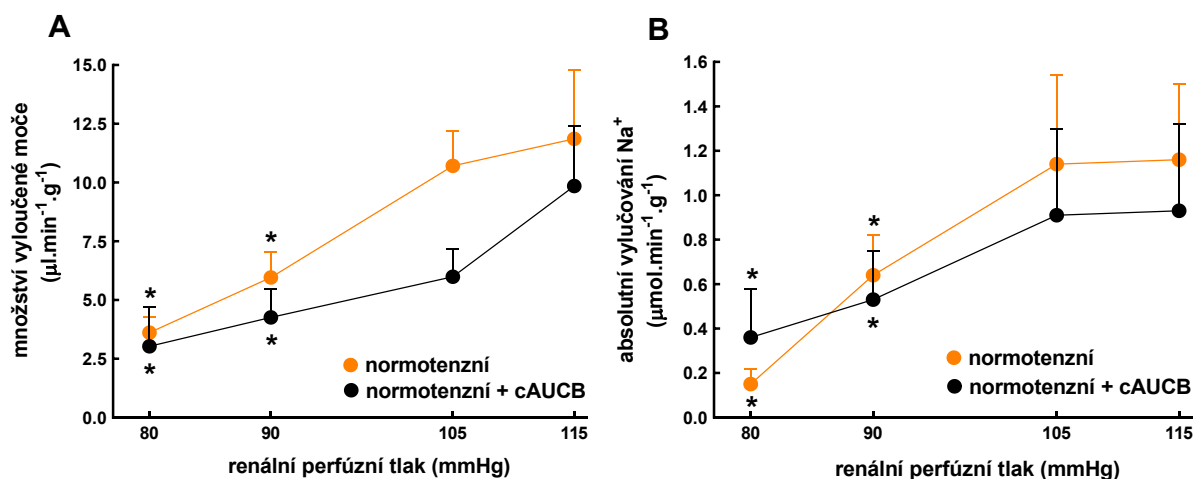 A
množství vyloučené moče
(µl.min⁻¹.g⁻¹)
15.0
12.5
10.0
7.5
5.0
2.5
0.0
*
*
*
*
normotenzní
normotenzní + cAUCB
80
90
105
115
renální perfúzní tlak (mmHg)
B
absolutní vylučování Na⁺
(µmol.min⁻¹.g⁻¹)
1.6
1.4
1.2
1.0
0.8
0.6
0.4
0.2
0.0
*
*
*
*
normotenzní
normotenzní + cAUCB
80
90
105
115
renální perfúzní tlak (mmHg)